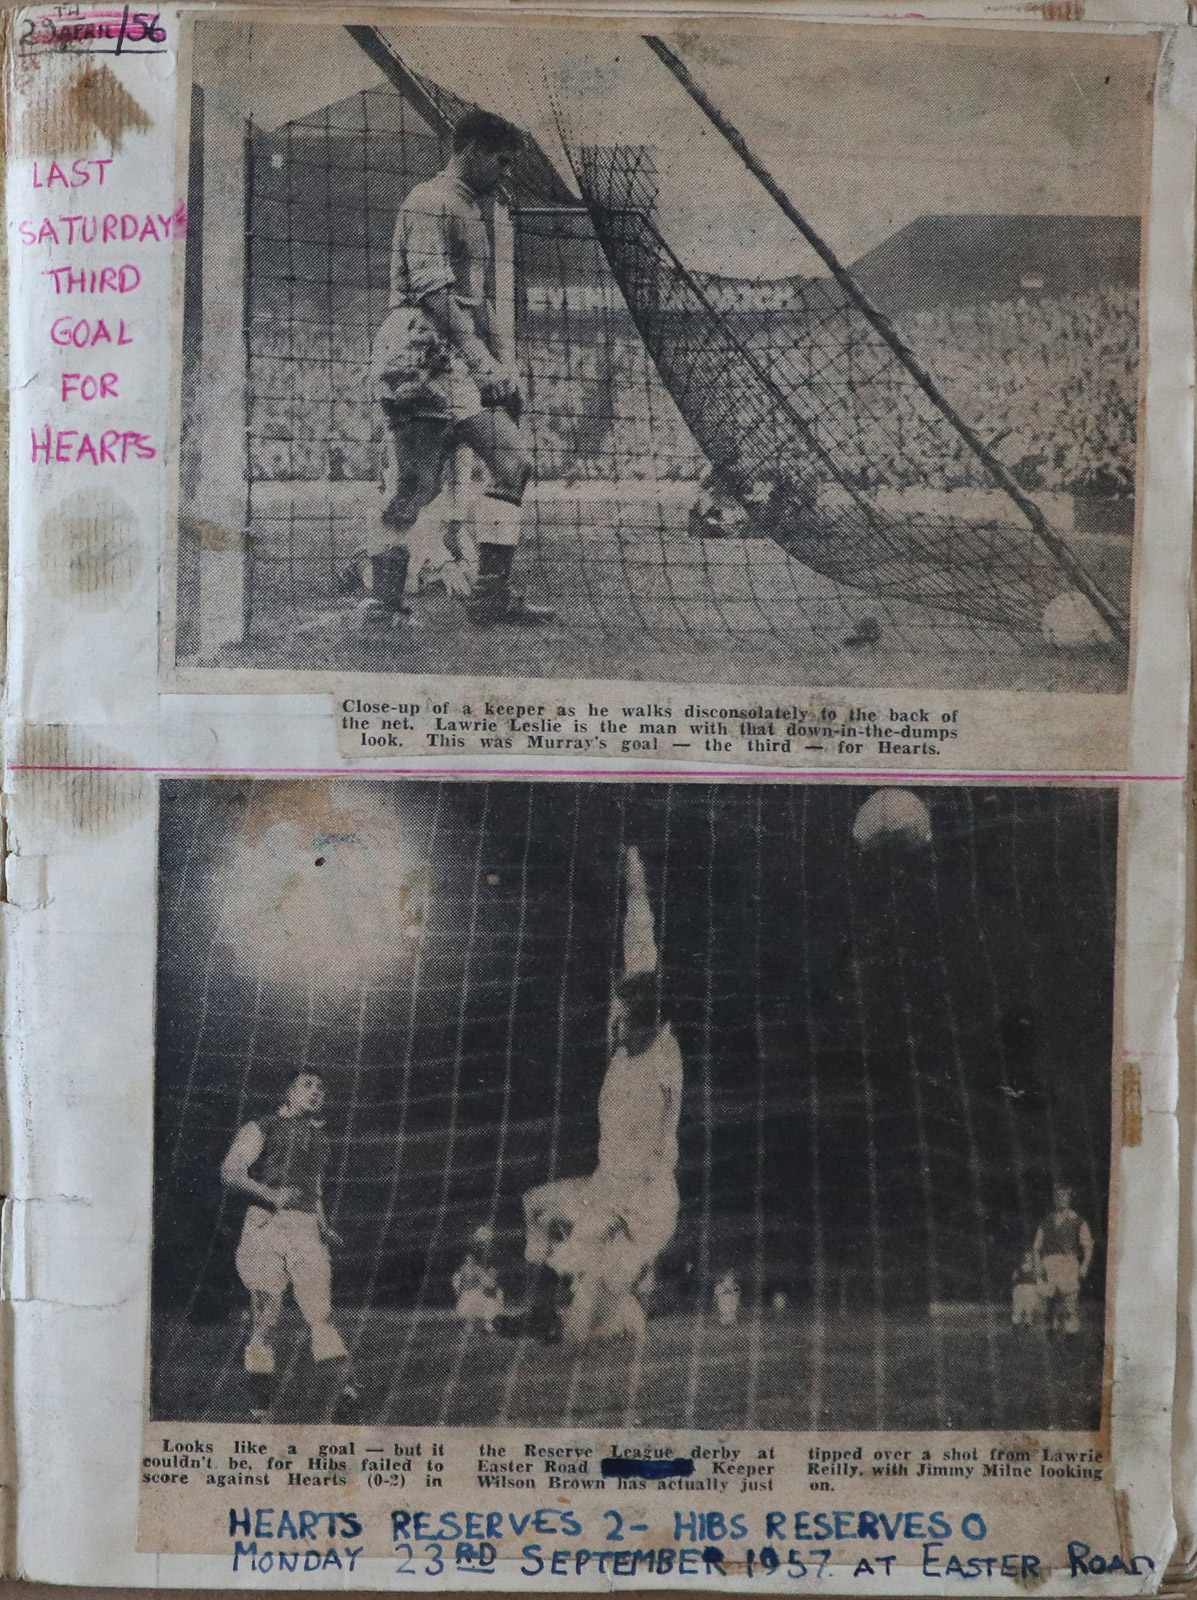 29TH APRIL/56
LAST
SATURDAY'S
THIRD
GOAL
FOR
HEARTS
Close-up of a keeper as he walks disconsolately to the back of
the net. Lawrie Leslie is the man with that down-in-the-dumps
look. This was Murray's goal — the third — for Hearts.
Looks like a goal — but it
couldn't be, for Hibs failed to
score against Hearts (0-2) in
the Reserve League derby at
Easter Road Keeper
Wilson Brown has actually just
tipped over a shot from Lawrie
Reilly, with Jimmy Milne looking
on.
HEARTS RESERVES 2- HIBS RESERVES 0
MONDAY 23RD SEPTEMBER 1957. AT EASTER ROAD